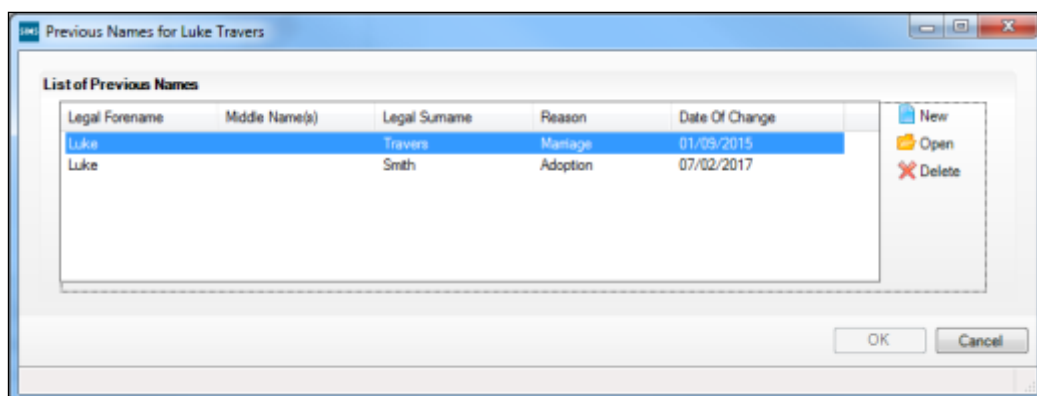 SIMS Previous Names for Luke Travers
List of Previous Names
Legal Forename Middle Name(s) Legal Surname Reason Date Of Change
Luke Travers Marriage 01/09/2015
Luke Smith Adoption 07/02/2017
New
Open
Delete
OK Cancel